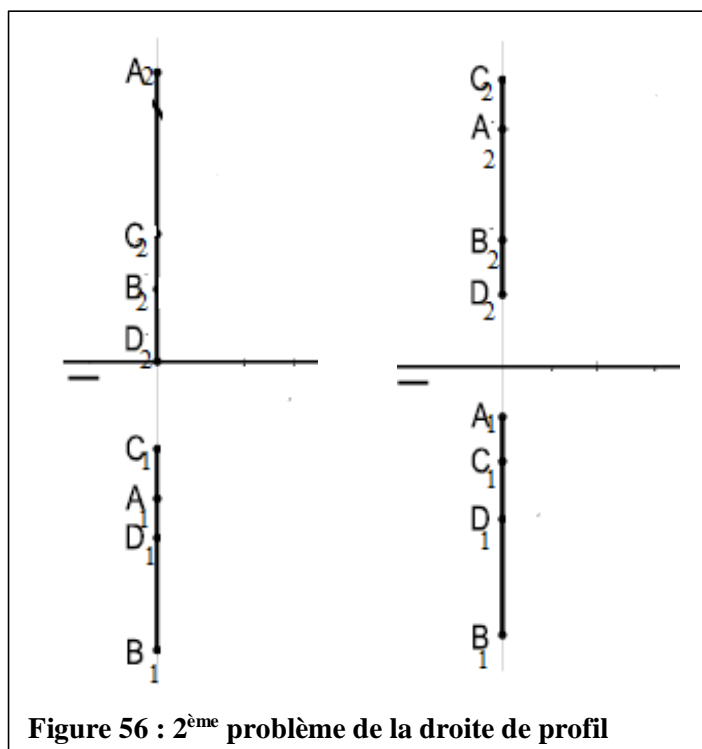 A2
C2
B2
D2
C1
A1
D1
B1
C2
A2
B2
D2
A1
C1
D1
B1
Figure 56 : 2ème problème de la droite de profil